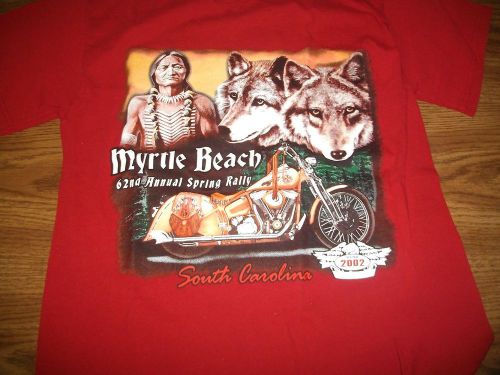 Myrtle Beach
62nd Annual Spring Rally
2002
South Carolina